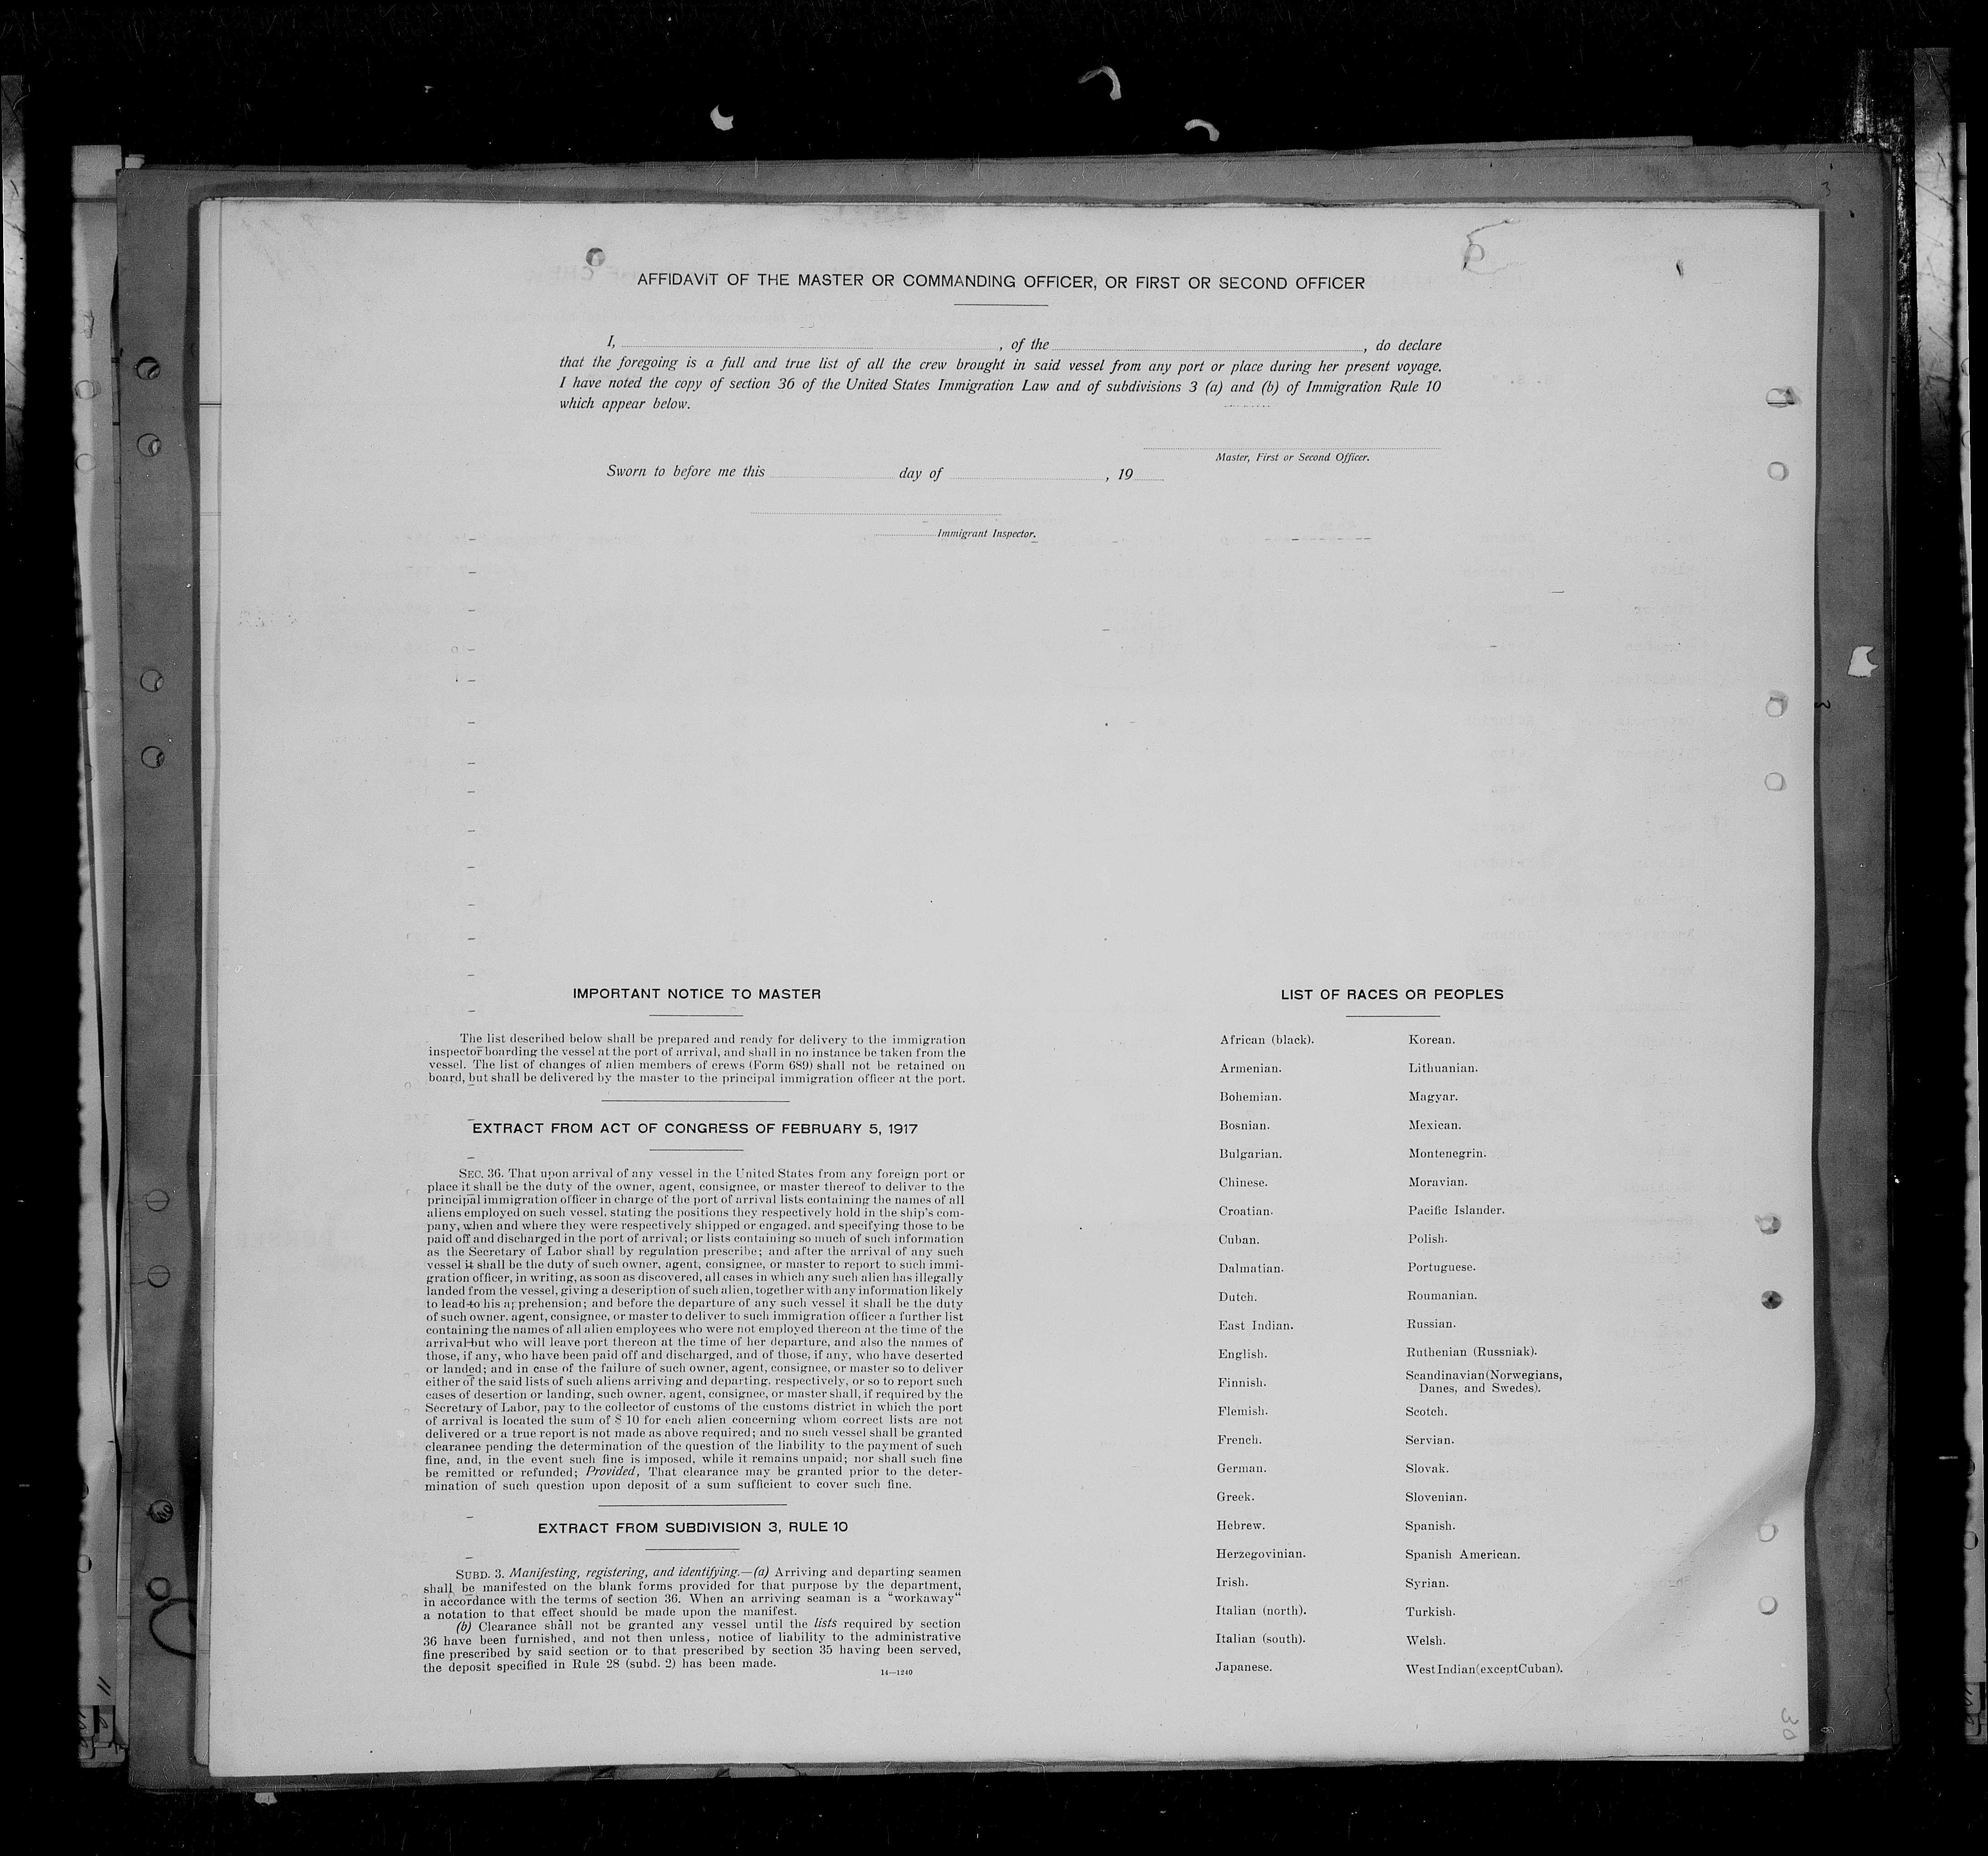 AFFIDAVIT OF THE MASTER OR COMMANDING OFFICER, OR FIRST OR SECOND OFFICER
I, , of the , do declare
that the foregoing is a full and true list of all the crew brought in said vessel from any port or place during her present voyage.
I have noted the copy of section 36 of the United States Immigration Law and of subdivisions 3 (a) and (b) of Immigration Rule 10
which appear below.
Master, First or Second Officer.
Sworn to before me this day of , 19
Immigrant Inspector.
IMPORTANT NOTICE TO MASTER
The list described below shall be prepared and ready for delivery to the immigration
inspector boarding the vessel at the port of arrival, and shall in no instance be taken from the
vessel. The list of changes of alien members of crews (Form 689) shall not be retained on
board, but shall be delivered by the master to the principal immigration officer at the port.
EXTRACT FROM ACT OF CONGRESS OF FEBRUARY 5, 1917
SEC. 36. That upon arrival of any vessel in the United States from any foreign port or
place it shall be the duty of the owner, agent, consignee, or master thereof to deliver to the
principal immigration officer in charge of the port of arrival lists containing the names of all
aliens employed on such vessel, stating the positions they respectively hold in the ship's com-
pany, when and where they were respectively shipped or engaged, and specifying those to be
paid off and discharged in the port of arrival; or lists containing so much of such information
as the Secretary of Labor shall by regulation prescribe; and after the arrival of any such
vessel it shall be the duty of such owner, agent, consignee, or master to report to such immi-
gration officer, in writing, as soon as discovered, all cases in which any such alien has illegally
landed from the vessel, giving a description of such alien, together with any information likely
to lead to his apprehension; and before the departure of any such vessel it shall be the duty
of such owner, agent, consignee, or master to deliver to such immigration officer a further list
containing the names of all alien employees who were not employed thereon at the time of the
arrival but who will leave port thereon at the time of her departure, and also the names of
those, if any, who have been paid off and discharged, and of those, if any, who have deserted
or landed; and in case of the failure of such owner, agent, consignee, or master so to deliver
either of the said lists of such aliens arriving and departing, respectively, or so to report such
cases of desertion or landing, such owner, agent, consignee, or master shall, if required by the
Secretary of Labor, pay to the collector of customs of the customs district in which the port
of arrival is located the sum of $ 10 for each alien concerning whom correct lists are not
delivered or a true report is not made as above required; and no such vessel shall be granted
clearance pending the determination of the question of the liability to the payment of such
fine, and, in the event such fine is imposed, while it remains unpaid; nor shall such fine
be remitted or refunded; Provided, That clearance may be granted prior to the deter-
mination of such question upon deposit of a sum sufficient to cover such fine.
EXTRACT FROM SUBDIVISION 3, RULE 10
SUBD. 3. Manifesting, registering, and identifying.—(a) Arriving and departing seamen
shall be manifested on the blank forms provided for that purpose by the department,
in accordance with the terms of section 36. When an arriving seaman is a “workaway“
a notation to that effect should be made upon the manifest.
(b) Clearance shall not be granted any vessel until the lists required by section
36 have been furnished, and not then unless, notice of liability to the administrative
fine prescribed by said section or to that prescribed by section 35 having been served,
the deposit specified in Rule 28 (subd. 2) has been made.
14—1240
LIST OF RACES OR PEOPLES
African (black).
Armenian.
Bohemian.
Bosnian.
Bulgarian.
Chinese.
Croatian.
Cuban.
Dalmatian.
Dutch.
East Indian.
English.
Finnish.
Flemish.
French.
German.
Greek.
Hebrew.
Herzegovinian.
Irish.
Italian (north).
Italian (south).
Japanese.
Korean.
Lithuanian.
Magyar.
Mexican.
Montenegrin.
Moravian.
Pacific Islander.
Polish.
Portuguese.
Roumanian.
Russian.
Ruthenian (Russniak).
Scandinavian (Norwegians,
Danes, and Swedes).
Scotch.
Servian.
Slovak.
Slovenian.
Spanish.
Spanish American.
Syrian.
Turkish.
Welsh.
West Indian (except Cuban).